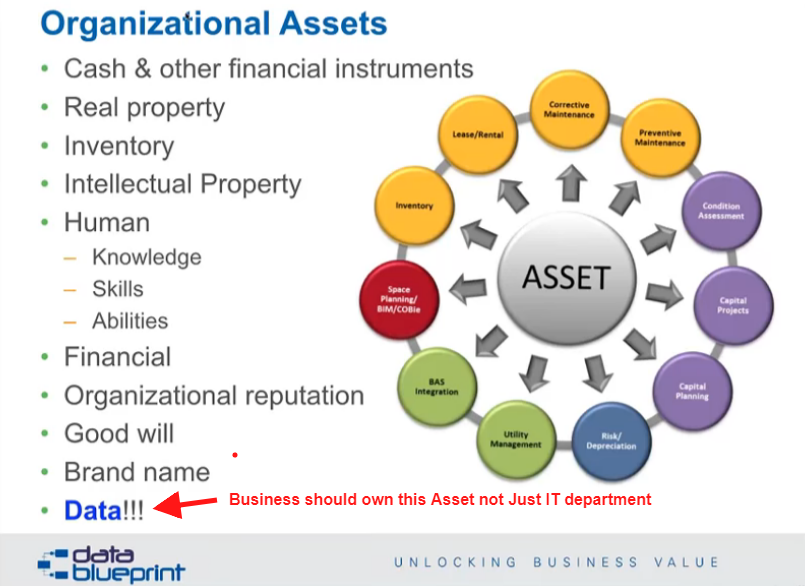 Organizational Assets
• Cash & other financial instruments
• Real property
• Inventory
• Intellectual Property
• Human
– Knowledge
– Skills
– Abilities
• Financial
• Organizational reputation
• Good will
• Brand name
• Data!!!
Business should own this Asset not Just IT department
ASSET
Corrective
Maintenance
Preventive
Maintenance
Condition
Assessment
Capital
Projects
Capital
Planning
Risk/
Depreciation
Utility
Management
BAS
Integration
Space
Planning/
BIM/COBie
Inventory
Lease/Rental
data
blueprint
UNLOCKING BUSINESS VALUE